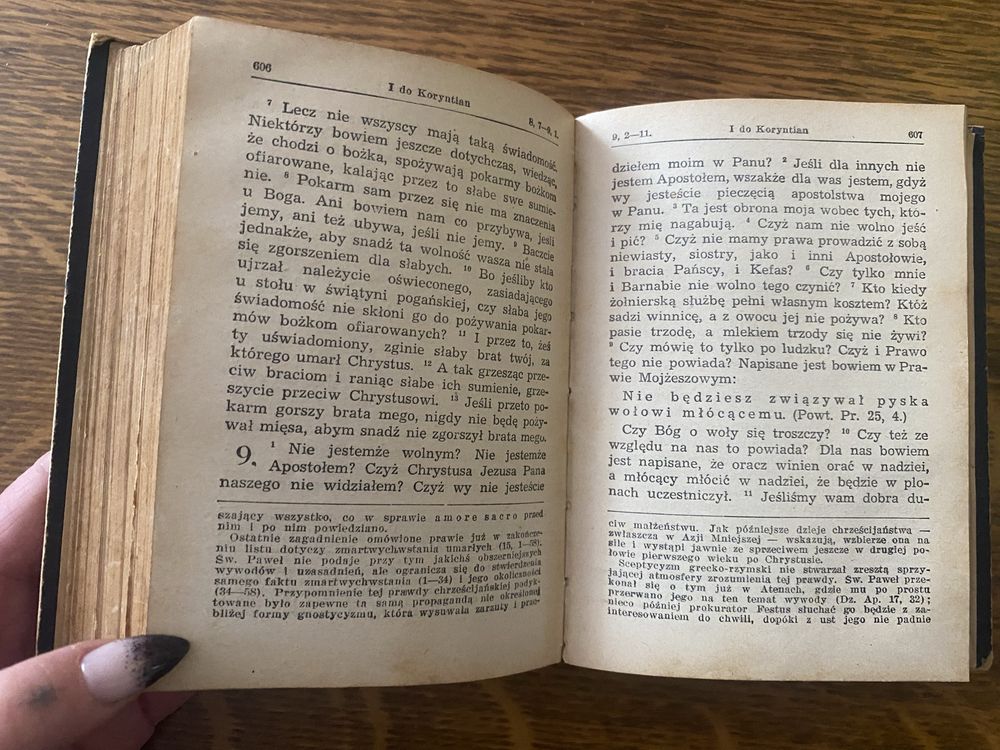 606
I do Koryntian
8, 7—9, 1.
7 Lecz nie wszyscy mają taką świadomość.
Niektórzy bowiem jeszcze dotychczas, wiedząc,
że chodzi o bożka, spożywają pokarmy bożkom
ofiarowane, kalając przez to słabe swe sumie-
nie. 8 Pokarm sam przez się nie ma znaczenia
u Boga. Ani bowiem nam co przybywa, jeśli
jemy, ani też ubywa, jeśli nie jemy. 9 Baczcie
jednakże, aby snadź ta wolność wasza nie stała
się zgorszeniem dla słabych. 10 Bo jeśliby kto
ujrzał należycie oświeconego, zasiadającego
u stołu w świątyni pogańskiej, czy słaba jego
świadomość nie skłoni go do pożywania pokar-
mów bożkom ofiarowanych? 11 I przez to, żeś
ty uświadomiony, zginie słaby brat twój, za
którego umarł Chrystus. 12 A tak grzesząc prze-
ciw braciom i raniąc słabe ich sumienie, grze-
szycie przeciw Chrystusowi. 13 Jeśli przeto po-
karm gorszy brata mego, nigdy nie będę poży-
wał mięsa, abym snadź nie zgorszył brata mego.
9. 1 Nie jestemże wolnym? Nie jestemże
Apostołem? Czyż Chrystusa Jezusa Pana
naszego nie widziałem? Czyż wy nie jesteście
szający wszystko, co w sprawie amore sacro przed
nim i po nim powiedziano.
Ostatnie zagadnienie omówione prawie już w zakończe-
niu listu dotyczy zmartwychwstania umarłych (15, 1—58).
Św. Paweł nie podaje przy tym jakichś obszerniejszych
wywodów i uzasadnień, ale ogranicza się do stwierdzenia
samego faktu zmartwychwstania (1—34) i jego okoliczności
(34—58). Przypomnienie tej prawdy chrześcijańskiej podyk-
towane było zapewne tą samą propagandą nie określonej
bliżej formy gnostycyzmu, która wysuwała zarzuty i prze-
9, 2—11.
I do Koryntian
607
dziełem moim w Panu? 2 Jeśli dla innych nie
jestem Apostołem, wszakże dla was jestem, gdyż
wy jesteście pieczęcią apostolstwa mojego
w Panu. 3 Ta jest obrona moja wobec tych, któ-
rzy mię nagabują. 4 Czyż nam nie wolno jeść
i pić? 5 Czyż nie mamy prawa prowadzić z sobą
niewiasty, siostry, jako i inni Apostołowie,
i bracia Pańscy, i Kefas? 6 Czy tylko mnie
i Barnabie nie wolno tego czynić? 7 Kto kiedy
żołnierską służbę pełni własnym kosztem? Któż
sadzi winnicę, a z owocu jej nie pożywa? 8 Kto
pasie trzodę, a mlekiem trzody się nie żywi?
9 Czy mówię to tylko po ludzku? Czyż i Prawo
tego nie powiada? Napisane jest bowiem w Pra-
wie Mojżeszowym:
Nie będziesz związywał pyska
wołowi młócącemu. (Powt. Pr. 25, 4.)
Czy Bóg o woły się troszczy? 10 Czy też ze
względu na nas to powiada? Dla nas bowiem
jest napisane, że oracz winien orać w nadziei,
a młócący młócić w nadziei, że będzie w plo-
nach uczestniczył. 11 Jeśliśmy wam dobra du-
ciw małżeństwu. Jak późniejsze dzieje chrześcijaństwa —
zwłaszcza w Azji Mniejszej — wskazują, wzbierze ona na
sile i wystąpi jawnie ze sprzeciwem jeszcze w drugiej po-
łowie pierwszego wieku po Chrystusie.
Sceptycyzm grecko-rzymski nie stwarzał zresztą sprzy-
jającej atmosfery zrozumienia tej prawdy. Św. Paweł prze-
konał się o tym już w Atenach, gdzie mu po prostu
przerwano jego na ten temat wywody (Dz. Ap. 17, 32);
nieco później prokurator Festus słuchać go będzie z za-
interesowaniem do chwili, dopóki z ust jego nie padnie